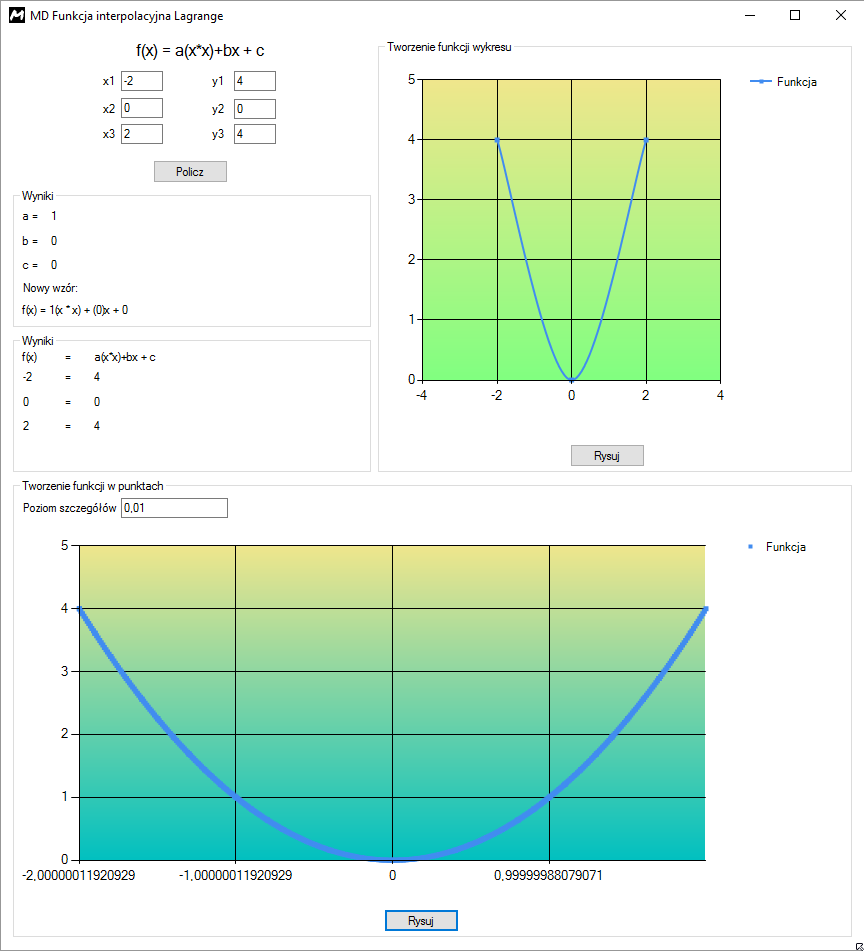 MD Funkcja interpolacyjna Lagrange
f(x) = a(x*x)+bx + c
x1 -2 y1 4
x2 0 y2 0
x3 2 y3 4
Policz
Wyniki
a = 1
b = 0
c = 0
Nowy wzór:
f(x) = 1(x * x) + (0)x + 0
Wyniki
f(x) = a(x*x)+bx + c
-2 = 4
0 = 0
2 = 4
Tworzenie funkcji wykresu
5
4
3
2
1
0
-4 -2 0 2 4
Funkcja
Rysuj
Tworzenie funkcji w punktach
Poziom szczegółów 0,01
5
4
3
2
1
0
-2,00000011920929 -1,00000011920929 0 0,99999988079071
Funkcja
Rysuj